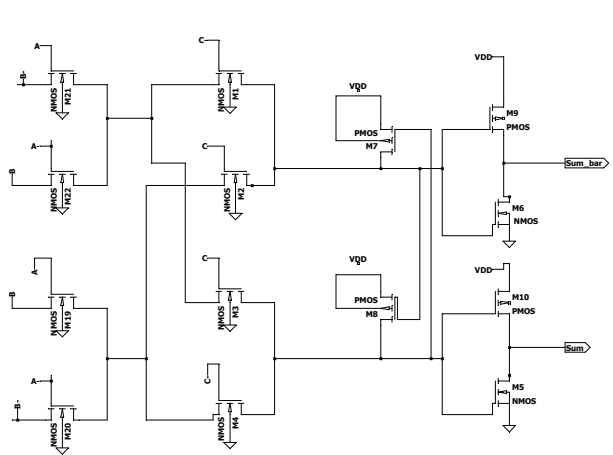 A
B-
NMOS
M21
A-
B
NMOS
M22
C
NMOS
M1
C-
NMOS
M2
VDD
PMOS
M7
VDD
M9
PMOS
Sum_bar
M6
NMOS
A
B
NMOS
M19
A-
B-
NMOS
M20
C
NMOS
M3
C-
NMOS
M4
VDD
PMOS
M8
VDD
M10
PMOS
Sum
M5
NMOS